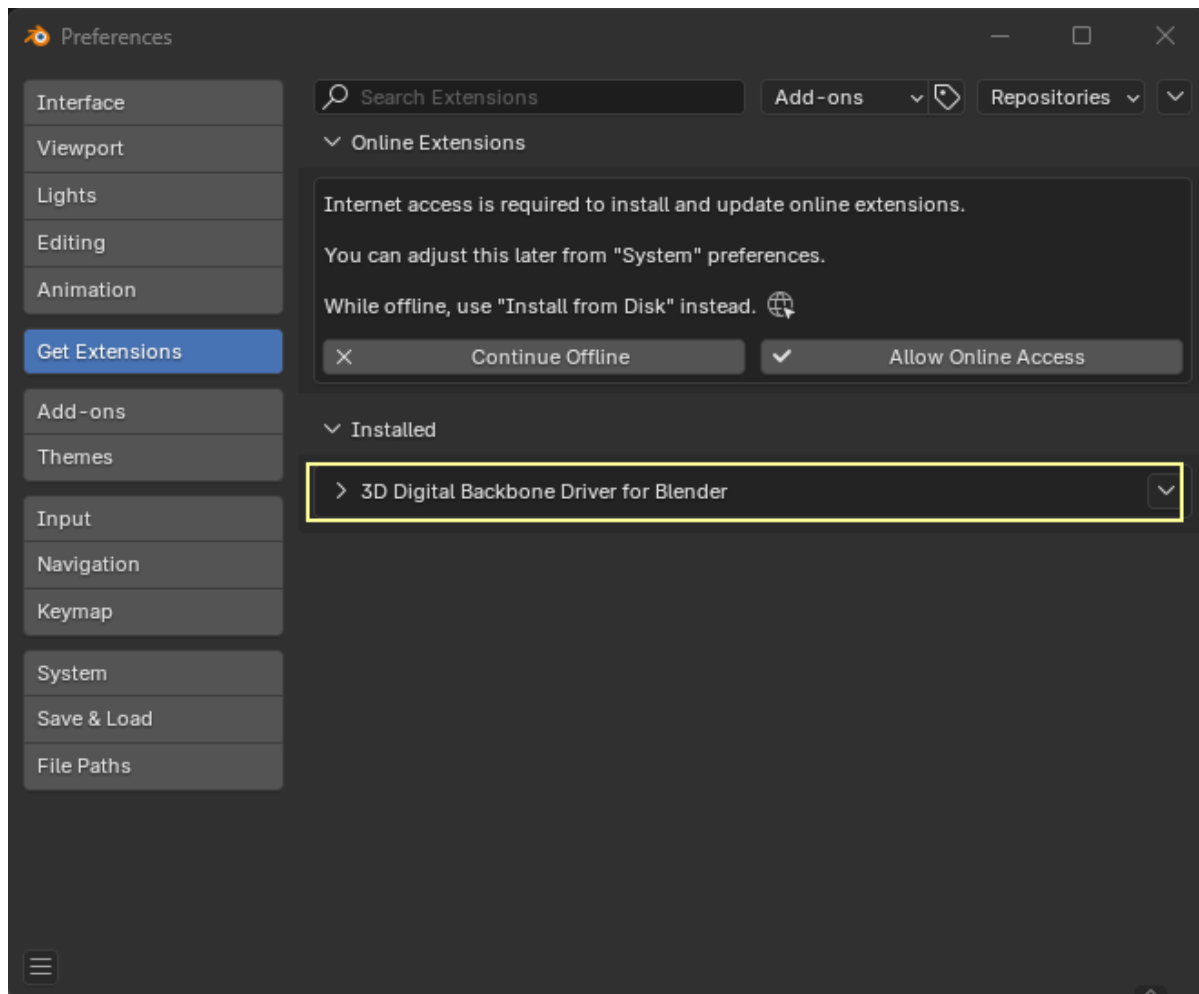 Preferences
Interface
Viewport
Lights
Editing
Animation
Get Extensions
Add-ons
Themes
Input
Navigation
Keymap
System
Save & Load
File Paths
Search Extensions
Add-ons
Repositories
Online Extensions
Internet access is required to install and update online extensions.
You can adjust this later from "System" preferences.
While offline, use "Install from Disk" instead.
Continue Offline
Allow Online Access
Installed
3D Digital Backbone Driver for Blender